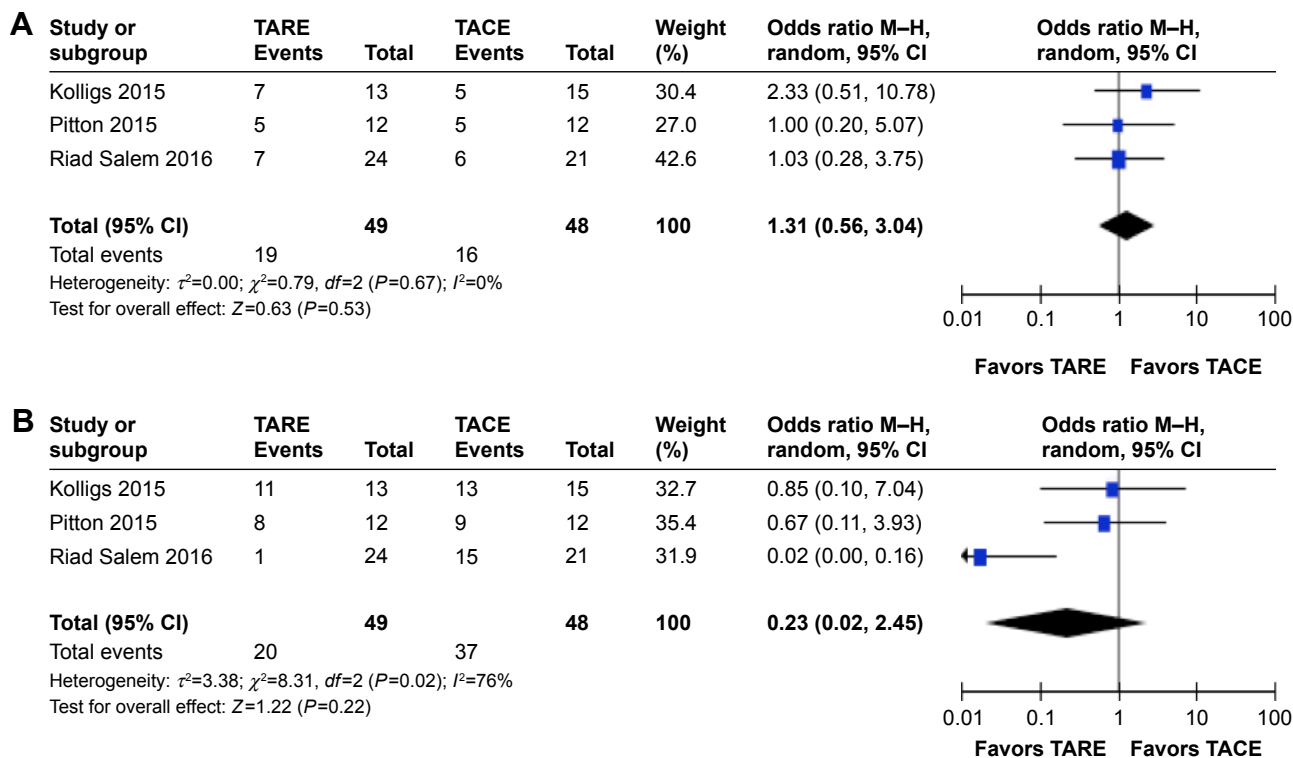 A Study or subgroup TARE Events Total TACE Events Total Weight (%) Odds ratio M–H, random, 95% CI Odds ratio M–H, random, 95% CI
Kolligs 2015 7 13 5 15 30.4 2.33 (0.51, 10.78)
Pitton 2015 5 12 5 12 27.0 1.00 (0.20, 5.07)
Riad Salem 2016 7 24 6 21 42.6 1.03 (0.28, 3.75)
Total (95% CI) 49 48 100 1.31 (0.56, 3.04)
Total events 19 16
Heterogeneity: τ²=0.00; χ²=0.79, df=2 (P=0.67); I²=0%
Test for overall effect: Z=0.63 (P=0.53)
0.01 0.1 1 10 100
Favors TARE Favors TACE
B Study or subgroup TARE Events Total TACE Events Total Weight (%) Odds ratio M–H, random, 95% CI Odds ratio M–H, random, 95% CI
Kolligs 2015 11 13 13 15 32.7 0.85 (0.10, 7.04)
Pitton 2015 8 12 9 12 35.4 0.67 (0.11, 3.93)
Riad Salem 2016 1 24 15 21 31.9 0.02 (0.00, 0.16)
Total (95% CI) 49 48 100 0.23 (0.02, 2.45)
Total events 20 37
Heterogeneity: τ²=3.38; χ²=8.31, df=2 (P=0.02); I²=76%
Test for overall effect: Z=1.22 (P=0.22)
0.01 0.1 1 10 100
Favors TARE Favors TACE